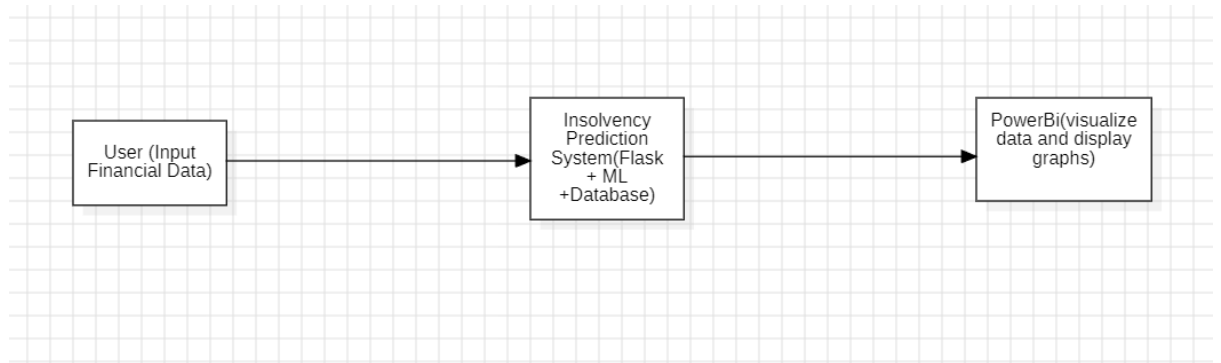 User (Input
Financial Data)
Insolvency
Prediction
System(Flask
+ ML
+Database)
PowerBi(visualize
data and display
graphs)